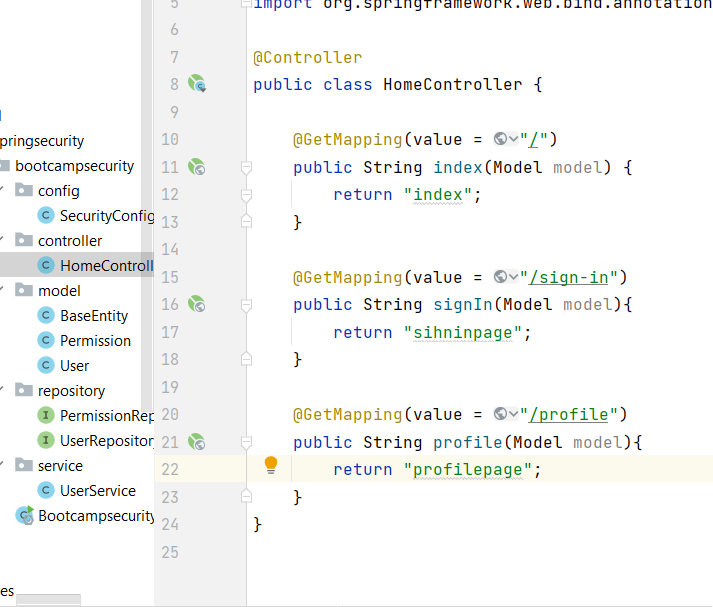 5 import org.springframework.web.bind.annotation
6
7 @Controller
8 public class HomeController {
9
10 @GetMapping(value = "/")
11 public String index(Model model) {
12 return "index";
13 }
14
15 @GetMapping(value = "/sign-in")
16 public String signIn(Model model){
17 return "sihninpage";
18 }
19
20 @GetMapping(value = "/profile")
21 public String profile(Model model){
22 return "profilepage";
23 }
24 }
25
pringsecurity
bootcampsecurity
config
SecurityConfig
controller
HomeControll
model
BaseEntity
Permission
User
repository
PermissionRep
UserRepository
service
UserService
Bootcampsecurity
es